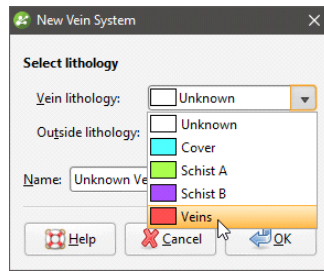 New Vein System
Select lithology
Vein lithology: Unknown
Unknown
Outside lithology:
Cover
Schist A
Name: Unknown Ve
Schist B
Veins
Help Cancel OK